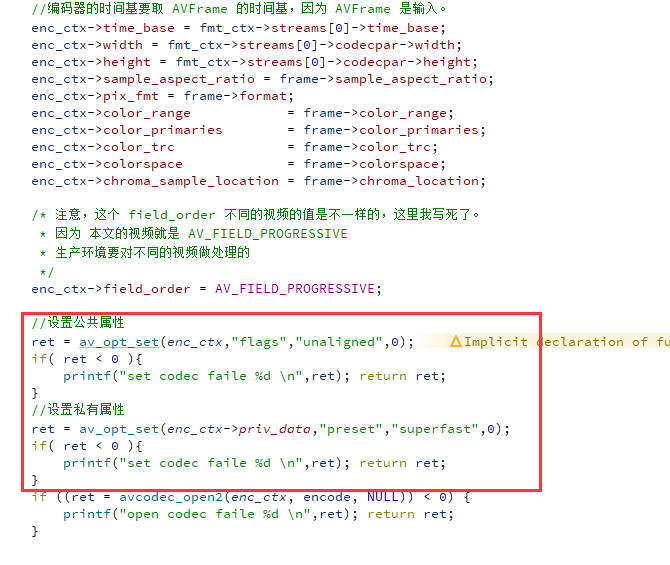 //编码器的时间基要取 AVFrame 的时间基，因为 AVFrame 是输入。
enc_ctx->time_base = fmt_ctx->streams[0]->time_base;
enc_ctx->width = fmt_ctx->streams[0]->codecpar->width;
enc_ctx->height = fmt_ctx->streams[0]->codecpar->height;
enc_ctx->sample_aspect_ratio = frame->sample_aspect_ratio;
enc_ctx->pix_fmt = frame->format;
enc_ctx->color_range            = frame->color_range;
enc_ctx->color_primaries        = frame->color_primaries;
enc_ctx->color_trc              = frame->color_trc;
enc_ctx->colorspace             = frame->colorspace;
enc_ctx->chroma_sample_location = frame->chroma_location;
/* 注意，这个 field_order 不同的视频的值是不一样的，这里我写死了。
 * 因为 本文的视频就是 AV_FIELD_PROGRESSIVE
 * 生产环境要对不同的视频做处理的
 */
enc_ctx->field_order = AV_FIELD_PROGRESSIVE;
//设置公共属性
ret = av_opt_set(enc_ctx,"flags","unaligned",0); Implicit declaration of fu
if( ret < 0 ){
    printf("set codec faile %d \n",ret); return ret;
}
//设置私有属性
ret = av_opt_set(enc_ctx->priv_data,"preset","superfast",0);
if( ret < 0 ){
    printf("set codec faile %d \n",ret); return ret;
}
if ((ret = avcodec_open2(enc_ctx, encode, NULL)) < 0) {
    printf("open codec faile %d \n",ret); return ret;
}